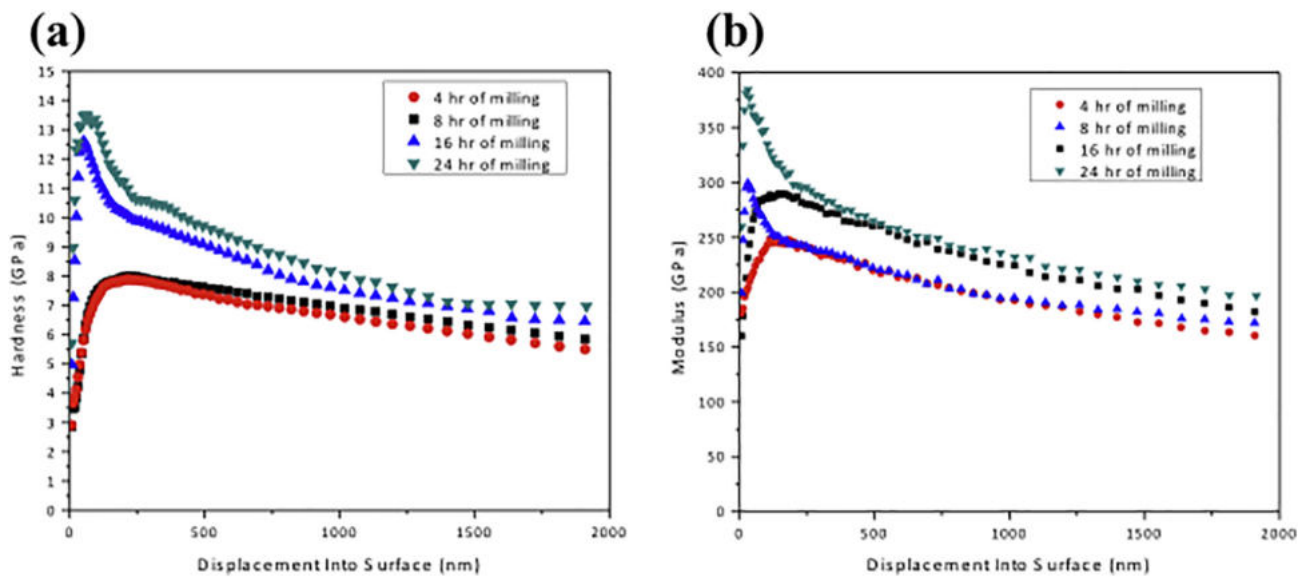 (a)
15
14
13
12
11
10
9
8
7
6
5
4
3
2
1
0
Hardness (GPa)
4 hr of milling
8 hr of milling
16 hr of milling
24 hr of milling
0 500 1000 1500 2000
Displacement Into Surface (nm)
(b)
400
350
300
250
200
150
100
50
0
Modulus (GPa)
4 hr of milling
8 hr of milling
16 hr of milling
24 hr of milling
0 500 1000 1500 2000
Displacement Into Surface (nm)